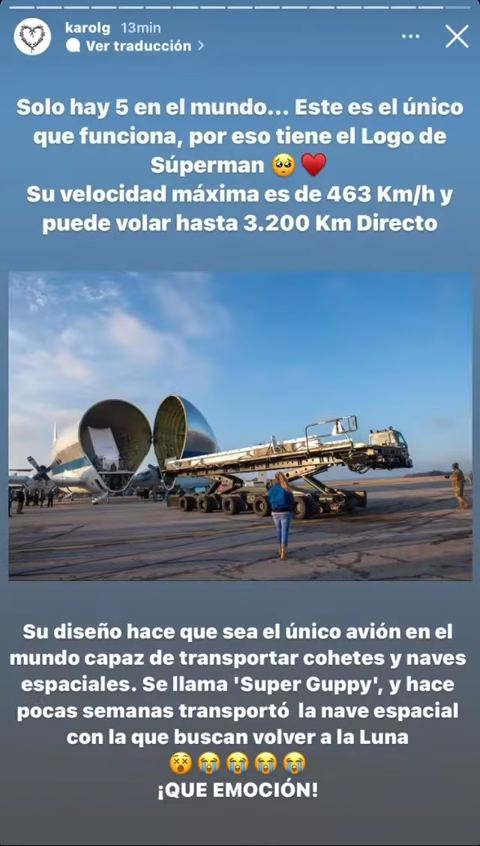 karolg 13min
Ver traducción >
Solo hay 5 en el mundo... Este es el único
que funciona, por eso tiene el Logo de
Súperman 🥺♥️
Su velocidad máxima es de 463 Km/h y
puede volar hasta 3.200 Km Directo
Su diseño hace que sea el único avión en el
mundo capaz de transportar cohetes y naves
espaciales. Se llama 'Super Guppy', y hace
pocas semanas transportó la nave espacial
con la que buscan volver a la Luna
😵😭😭😭😭
¡QUE EMOCIÓN!